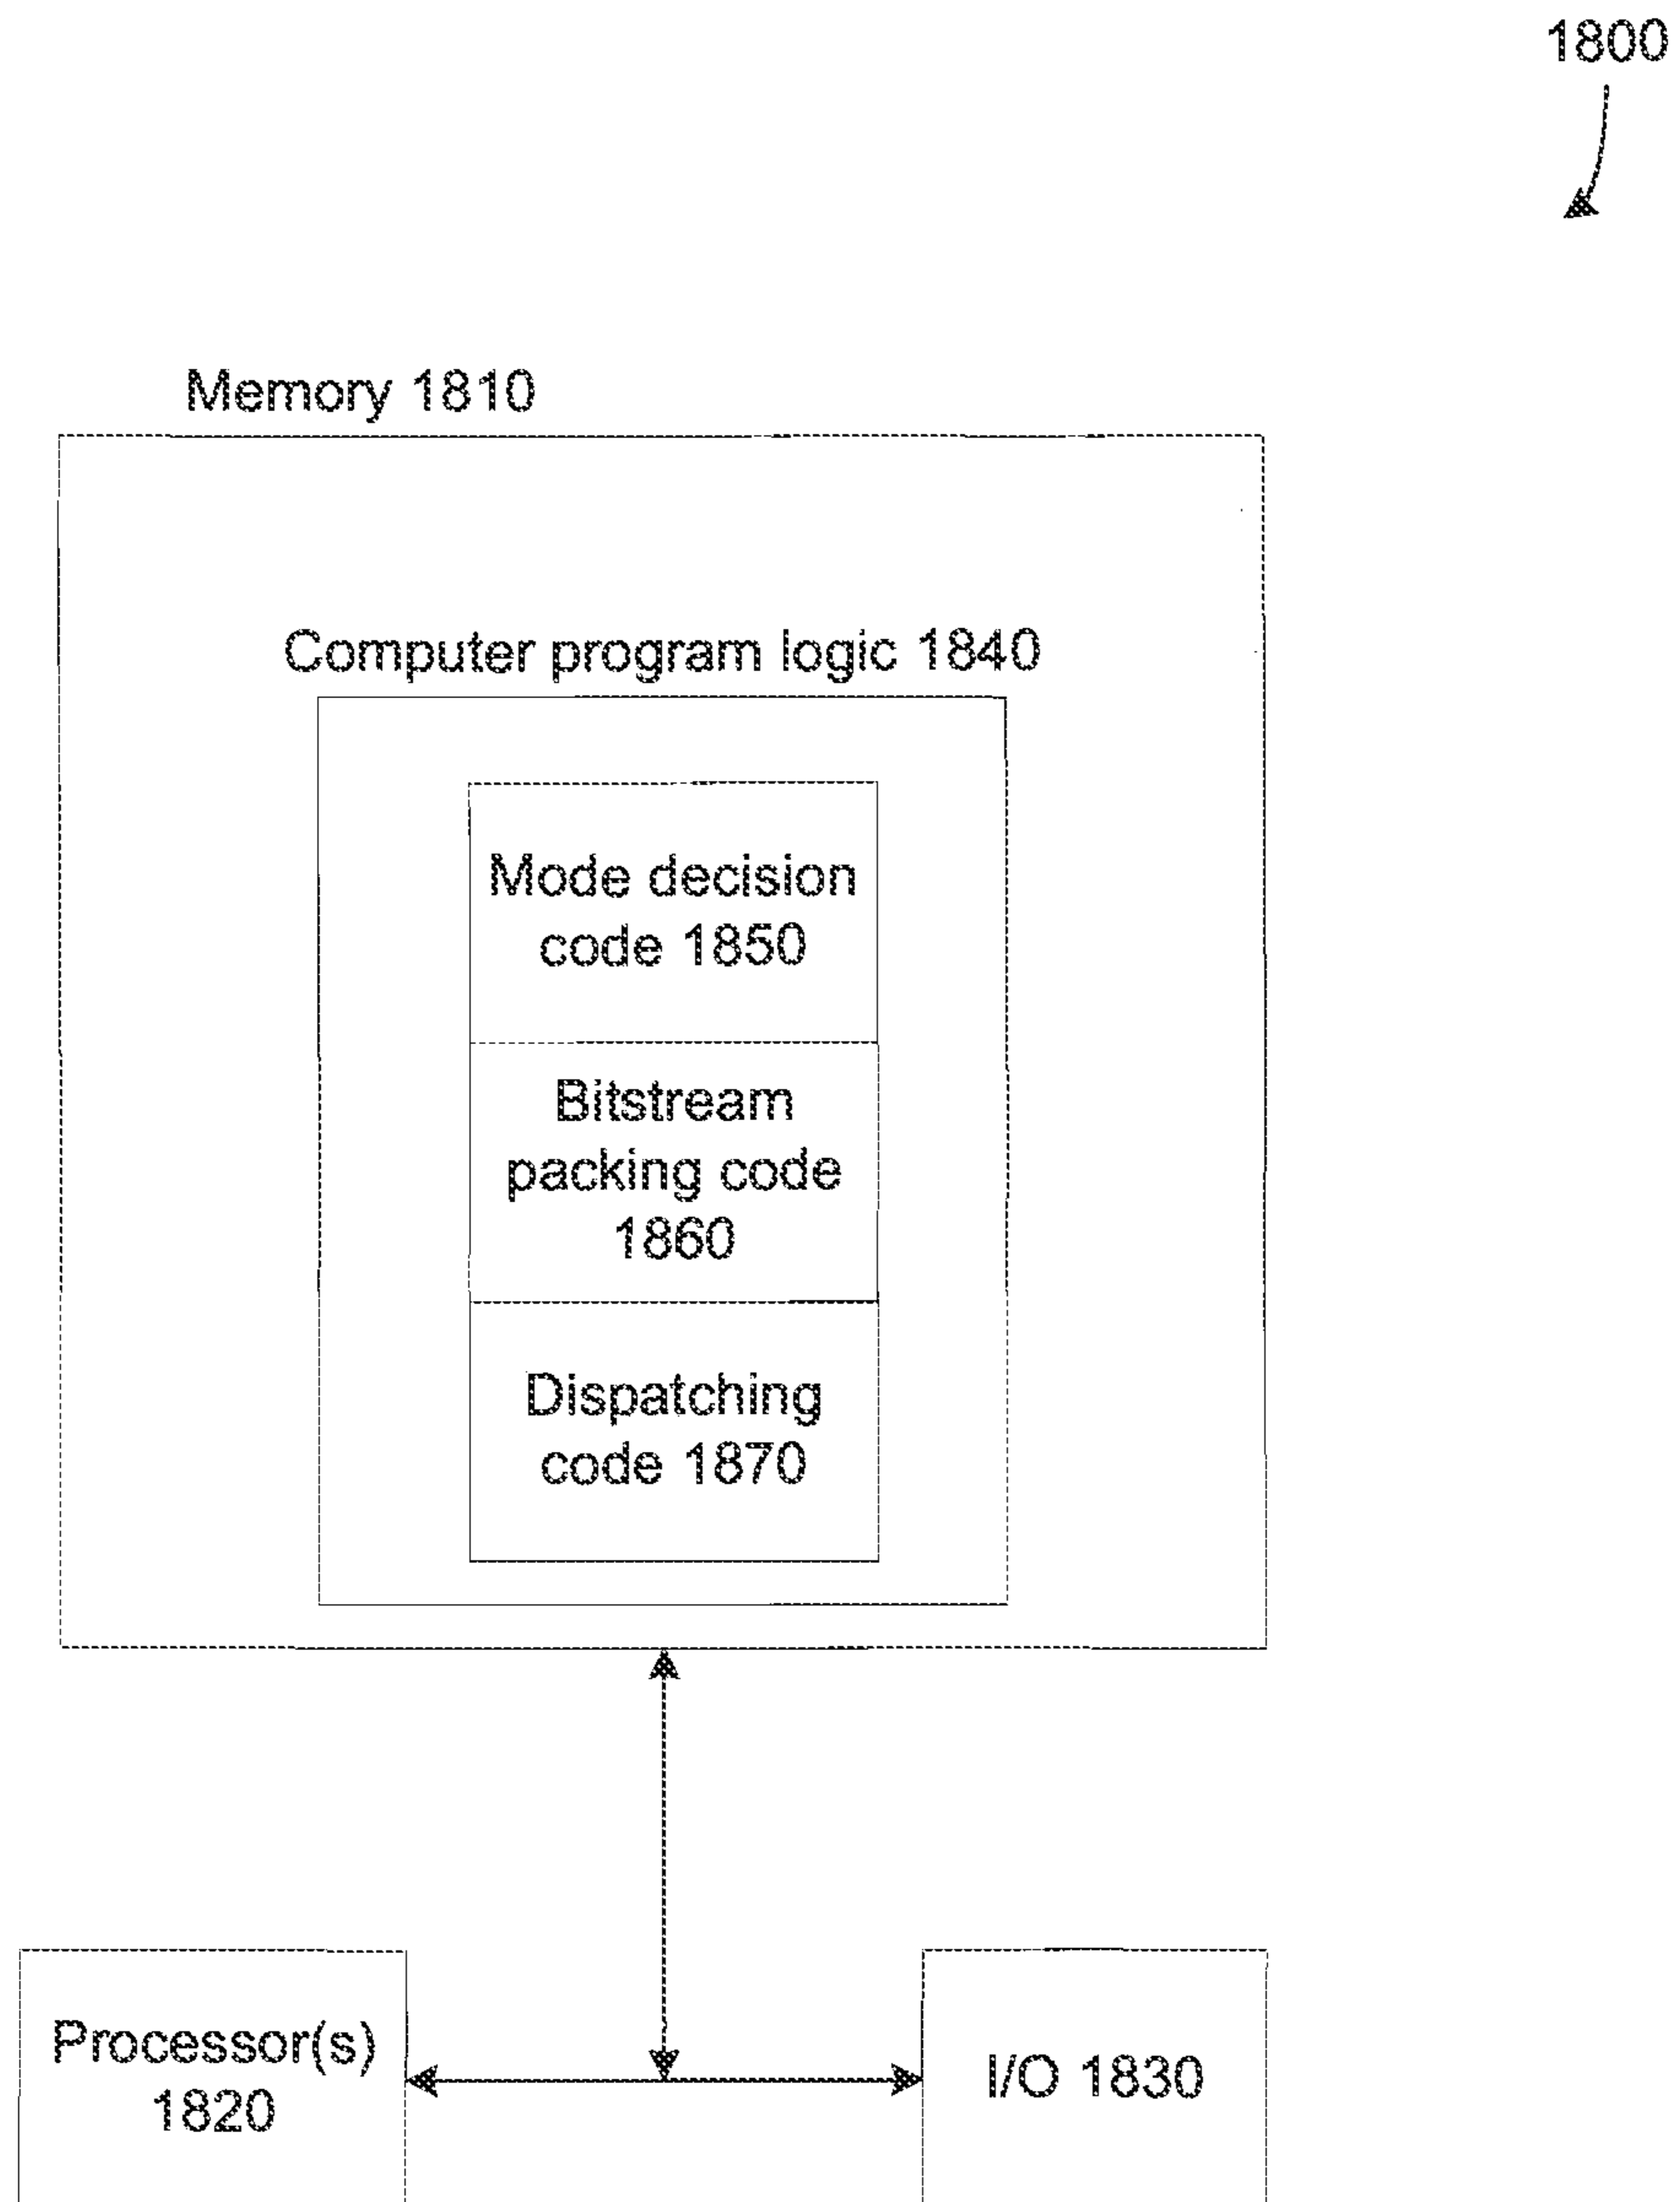 1800
Memory 1810
Computer program logic 1840
Mode decision
code 1850
Bitstream
packing code
1860
Dispatching
code 1870
Processor(s)
1820
I/O 1830